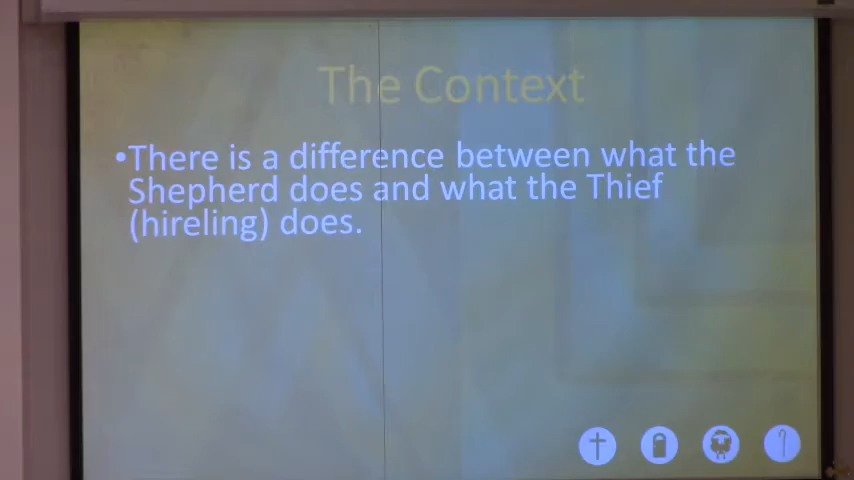 The Context
•There is a difference between what the
Shepherd does and what the Thief
(hireling) does.